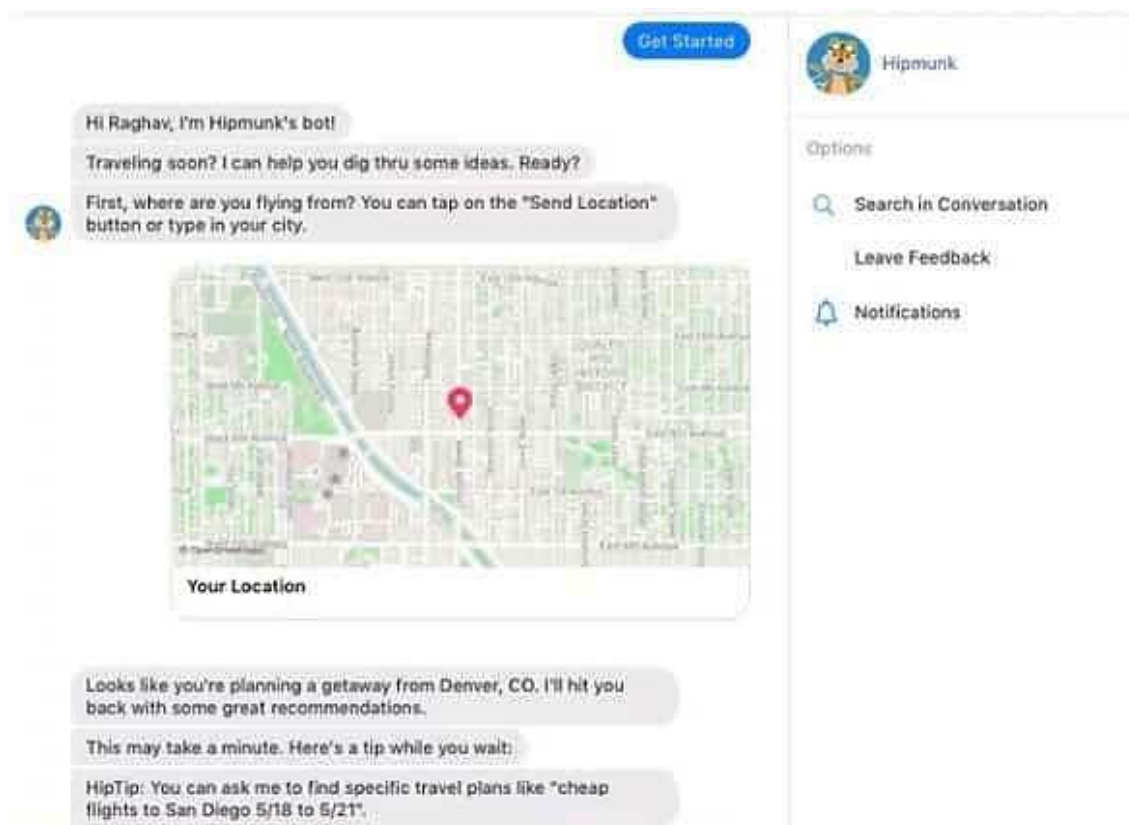 Get Started
Hipmunk
Hi Raghav, I'm Hipmunk's bot!
Options
Traveling soon? I can help you dig thru some ideas. Ready?
First, where are you flying from? You can tap on the "Send Location"
button or type in your city.
Search in Conversation
Leave Feedback
Notifications
Your Location
Looks like you're planning a getaway from Denver, CO. I'll hit you
back with some great recommendations.
This may take a minute. Here's a tip while you wait:
HipTip: You can ask me to find specific travel plans like "cheap
flights to San Diego 5/18 to 5/21".